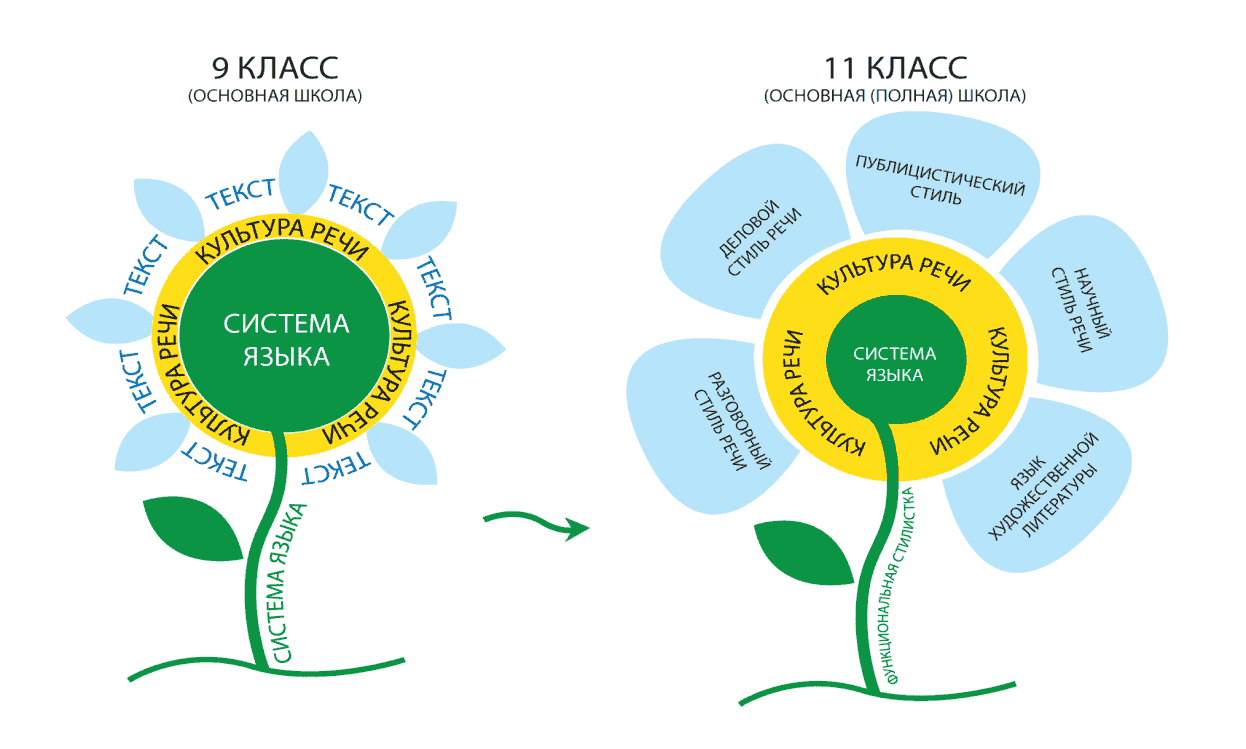 9 КЛАСС
(ОСНОВНАЯ ШКОЛА)
ТЕКСТ
ТЕКСТ
ТЕКСТ
ТЕКСТ
ТЕКСТ
ТЕКСТ
ТЕКСТ
ТЕКСТ
КУЛЬТУРА РЕЧИ
КУЛЬТУРА РЕЧИ
КУЛЬТУРА РЕЧИ
СИСТЕМА
ЯЗЫКА
СИСТЕМА ЯЗЫКА
11 КЛАСС
(ОСНОВНАЯ (ПОЛНАЯ) ШКОЛА)
РАЗГОВОРНЫЙ
СТИЛЬ РЕЧИ
ДЕЛОВОЙ
СТИЛЬ РЕЧИ
ПУБЛИЦИСТИЧЕСКИЙ
СТИЛЬ
НАУЧНЫЙ
СТИЛЬ РЕЧИ
ЯЗЫК
ХУДОЖЕСТВЕННОЙ
ЛИТЕРАТУРЫ
КУЛЬТУРА РЕЧИ
КУЛЬТУРА РЕЧИ
КУЛЬТУРА РЕЧИ
СИСТЕМА
ЯЗЫКА
ФУНКЦИОНАЛЬНАЯ СТИЛИСТКА